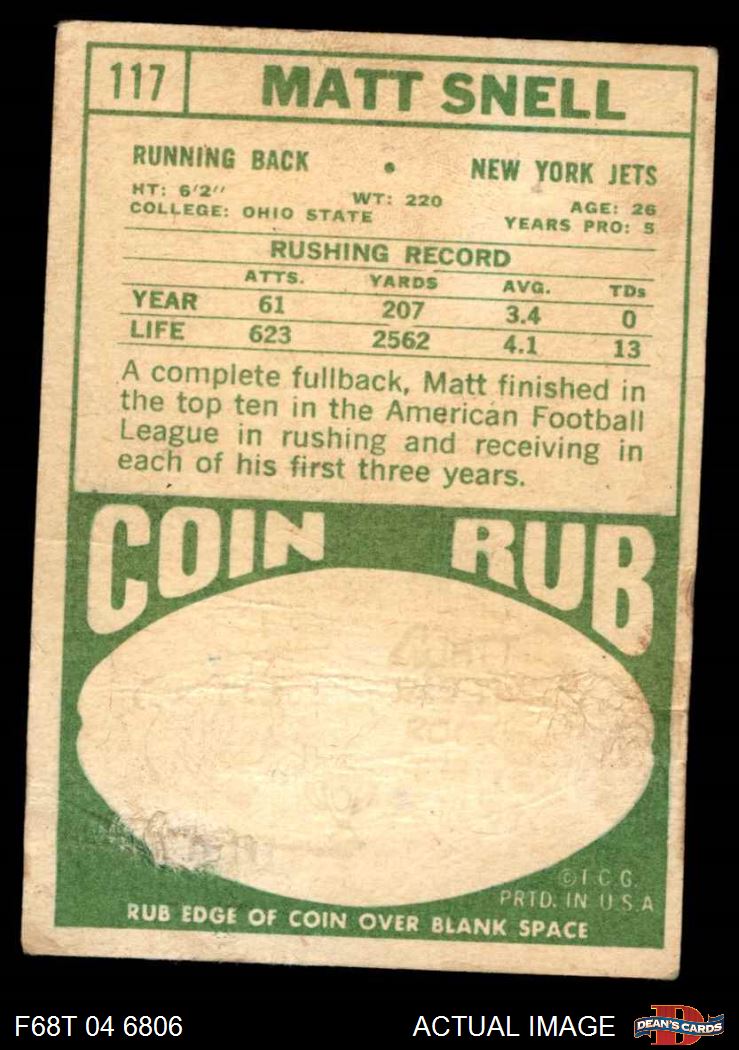 117 MATT SNELL
RUNNING BACK • NEW YORK JETS
HT: 6'2" WT: 220 AGE: 26
COLLEGE: OHIO STATE YEARS PRO: 5
RUSHING RECORD
ATTS. YARDS AVG. TDs
YEAR 61 207 3.4 0
LIFE 623 2562 4.1 13
A complete fullback, Matt finished in
the top ten in the American Football
League in rushing and receiving in
each of his first three years.
COIN RUB
© T.C.G.
PRTD. IN U.S.A
RUB EDGE OF COIN OVER BLANK SPACE
F68T 04 6806 ACTUAL IMAGE
D
DEAN'S CARDS